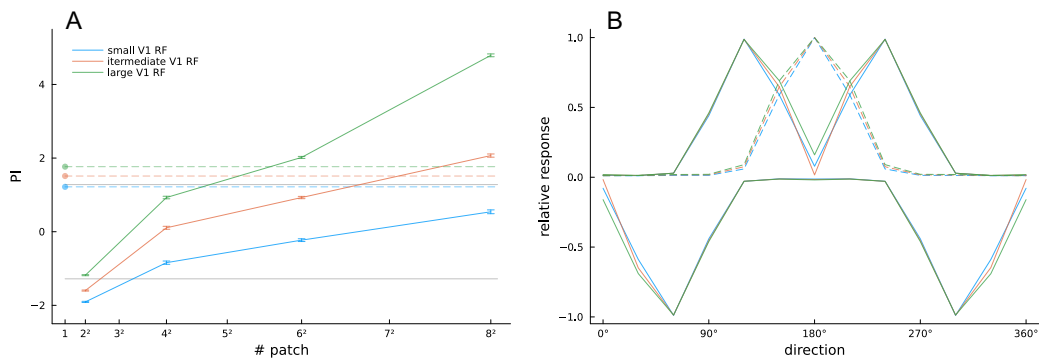 A
small V1 RF
itermediate V1 RF
large V1 RF
4
2
0
−2
PI
1 2² 3² 4² 5² 6² 7² 8²
# patch
B
1.0
0.5
0.0
−0.5
−1.0
relative response
0° 90° 180° 270° 360°
direction